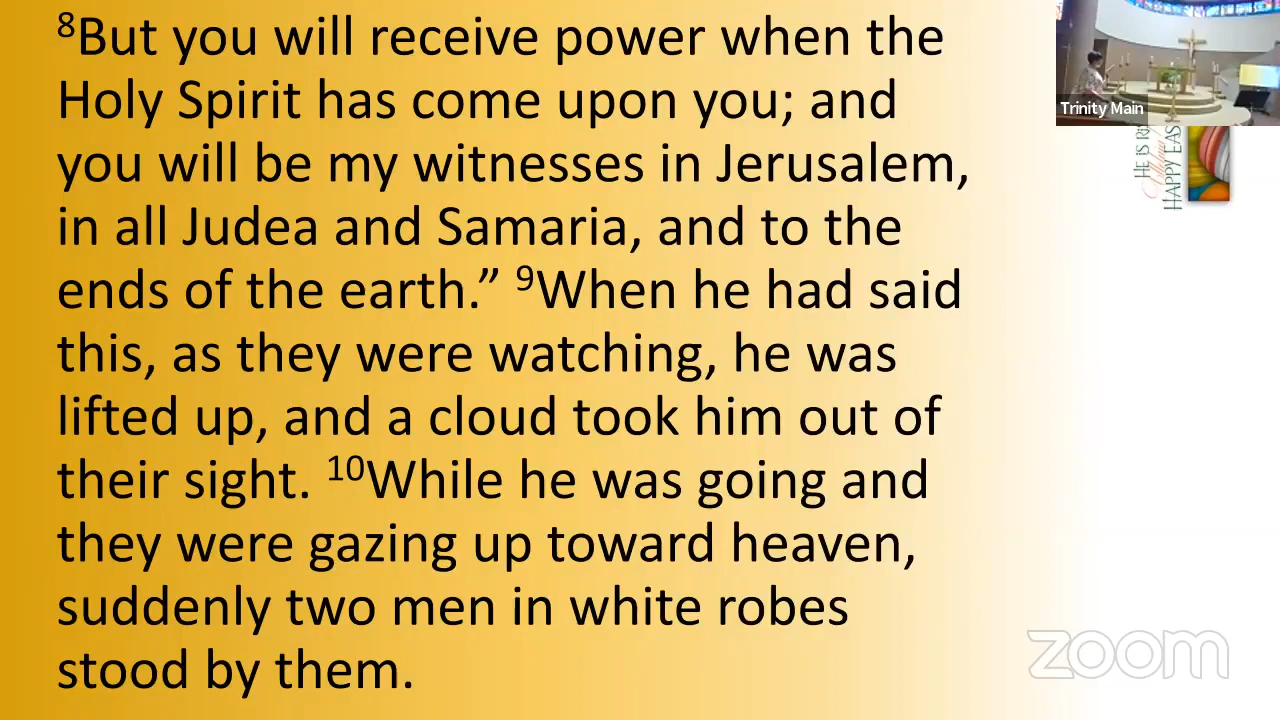 ⁸But you will receive power when the
Holy Spirit has come upon you; and
you will be my witnesses in Jerusalem,
in all Judea and Samaria, and to the
ends of the earth.” ⁹When he had said
this, as they were watching, he was
lifted up, and a cloud took him out of
their sight. ¹⁰While he was going and
they were gazing up toward heaven,
suddenly two men in white robes
stood by them.
Trinity Main
HE IS
HAPPY
zoom